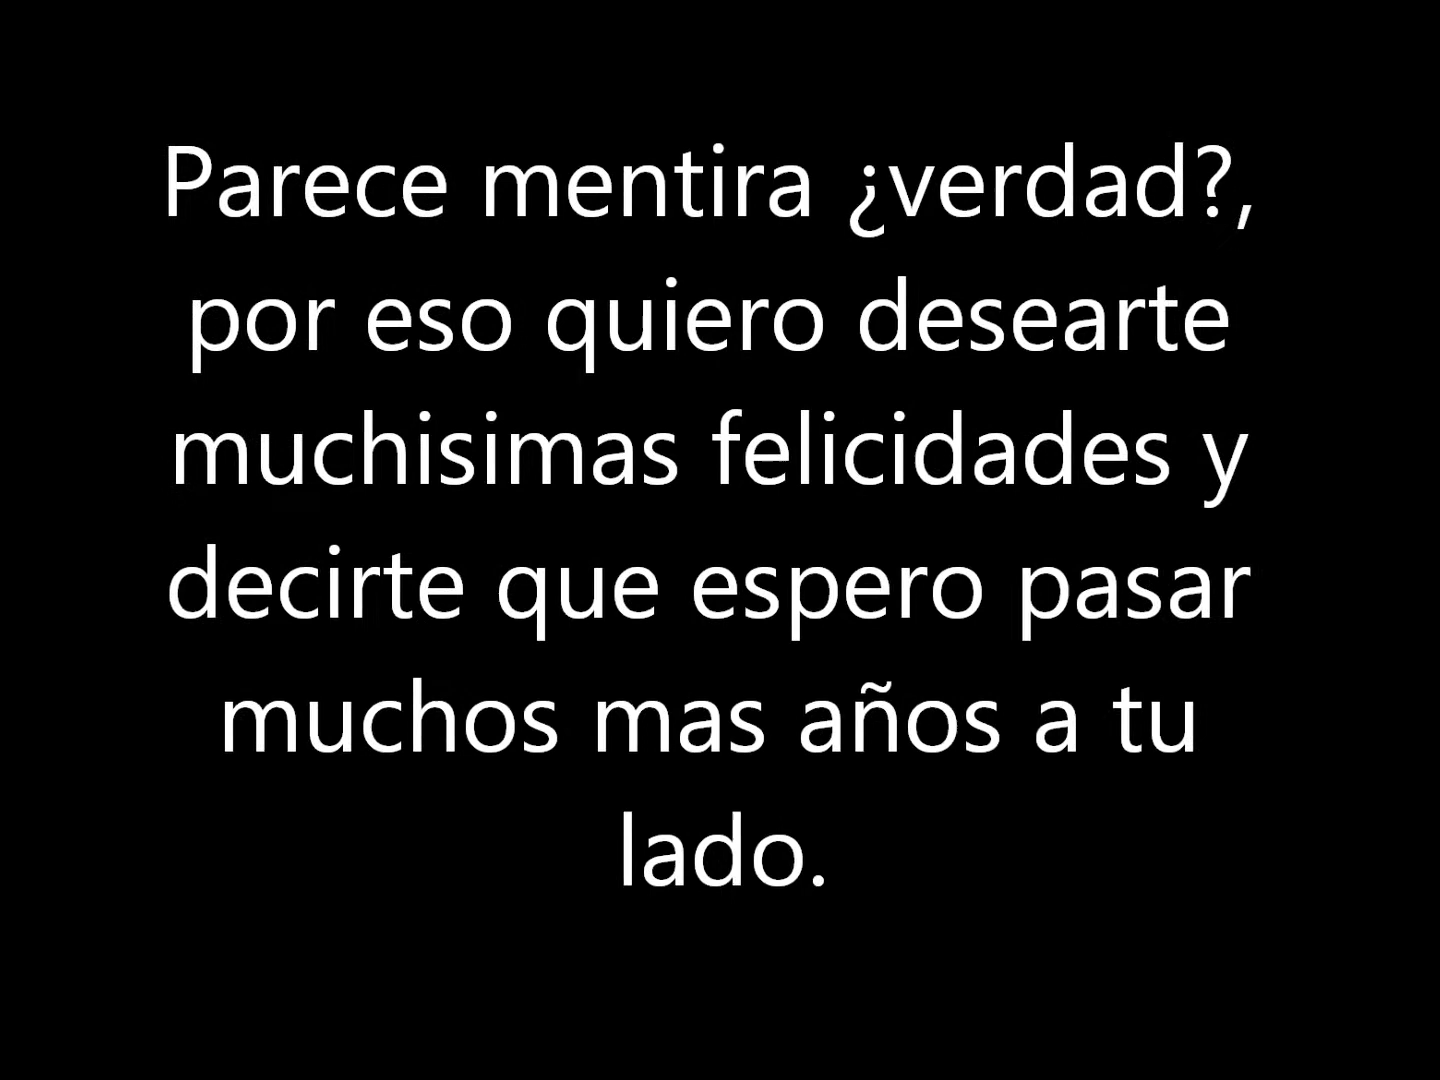 Parece mentira ¿verdad?,
por eso quiero desearte
muchisimas felicidades y
decirte que espero pasar
muchos mas años a tu
lado.